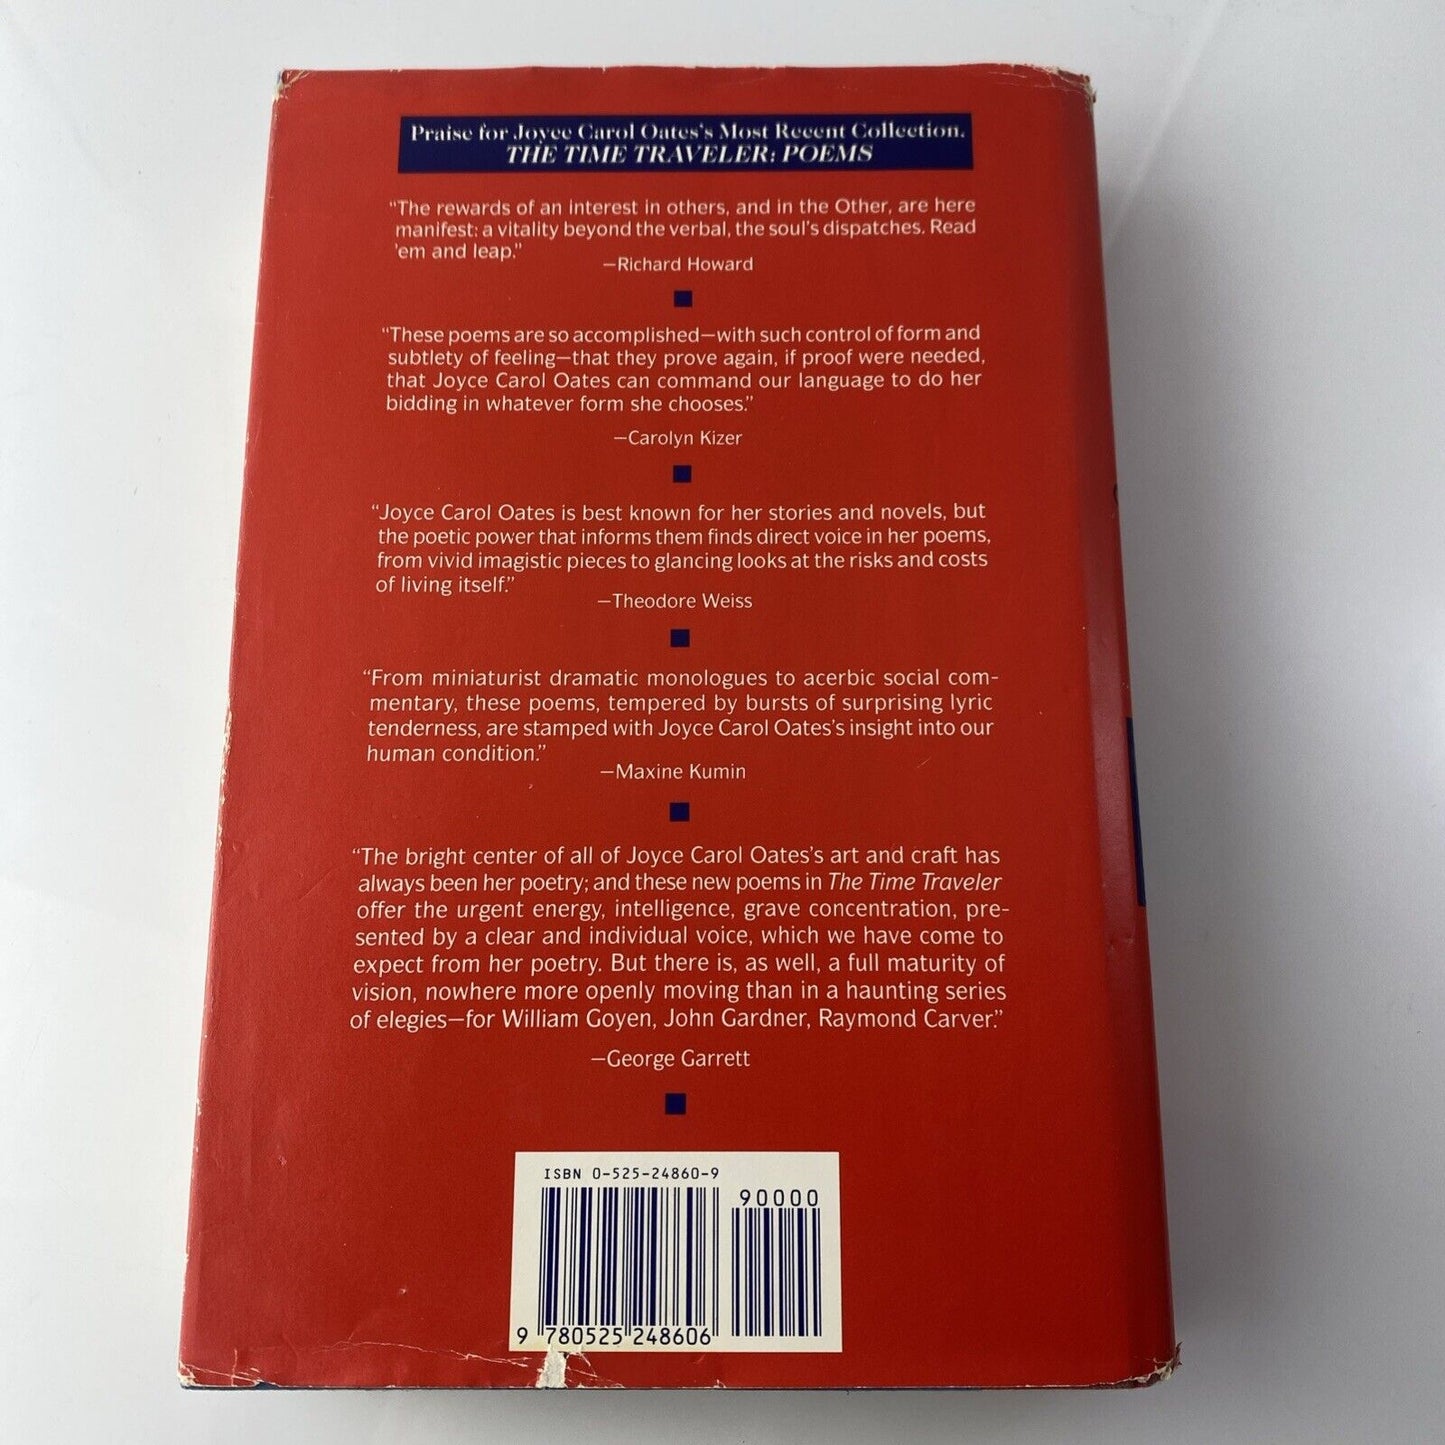 Praise for Joyce Carol Oates's Most Recent Collection,
THE TIME TRAVELER: POEMS
"The rewards of an interest in others, and in the Other, are here
manifest: a vitality beyond the verbal, the soul's dispatches. Read
'em and leap."
—Richard Howard
"These poems are so accomplished—with such control of form and
subtlety of feeling—that they prove again, if proof were needed,
that Joyce Carol Oates can command our language to do her
bidding in whatever form she chooses."
—Carolyn Kizer
"Joyce Carol Oates is best known for her stories and novels, but
the poetic power that informs them finds direct voice in her poems,
from vivid imagistic pieces to glancing looks at the risks and costs
of living itself."
—Theodore Weiss
"From miniaturist dramatic monologues to acerbic social com-
mentary, these poems, tempered by bursts of surprising lyric
tenderness, are stamped with Joyce Carol Oates's insight into our
human condition."
—Maxine Kumin
"The bright center of all of Joyce Carol Oates's art and craft has
always been her poetry; and these new poems in The Time Traveler
offer the urgent energy, intelligence, grave concentration, pre-
sented by a clear and individual voice, which we have come to
expect from her poetry. But there is, as well, a full maturity of
vision, nowhere more openly moving than in a haunting series
of elegies—for William Goyen, John Gardner, Raymond Carver."
—George Garrett
ISBN 0-525-24860-9
90000
9 780525 248606